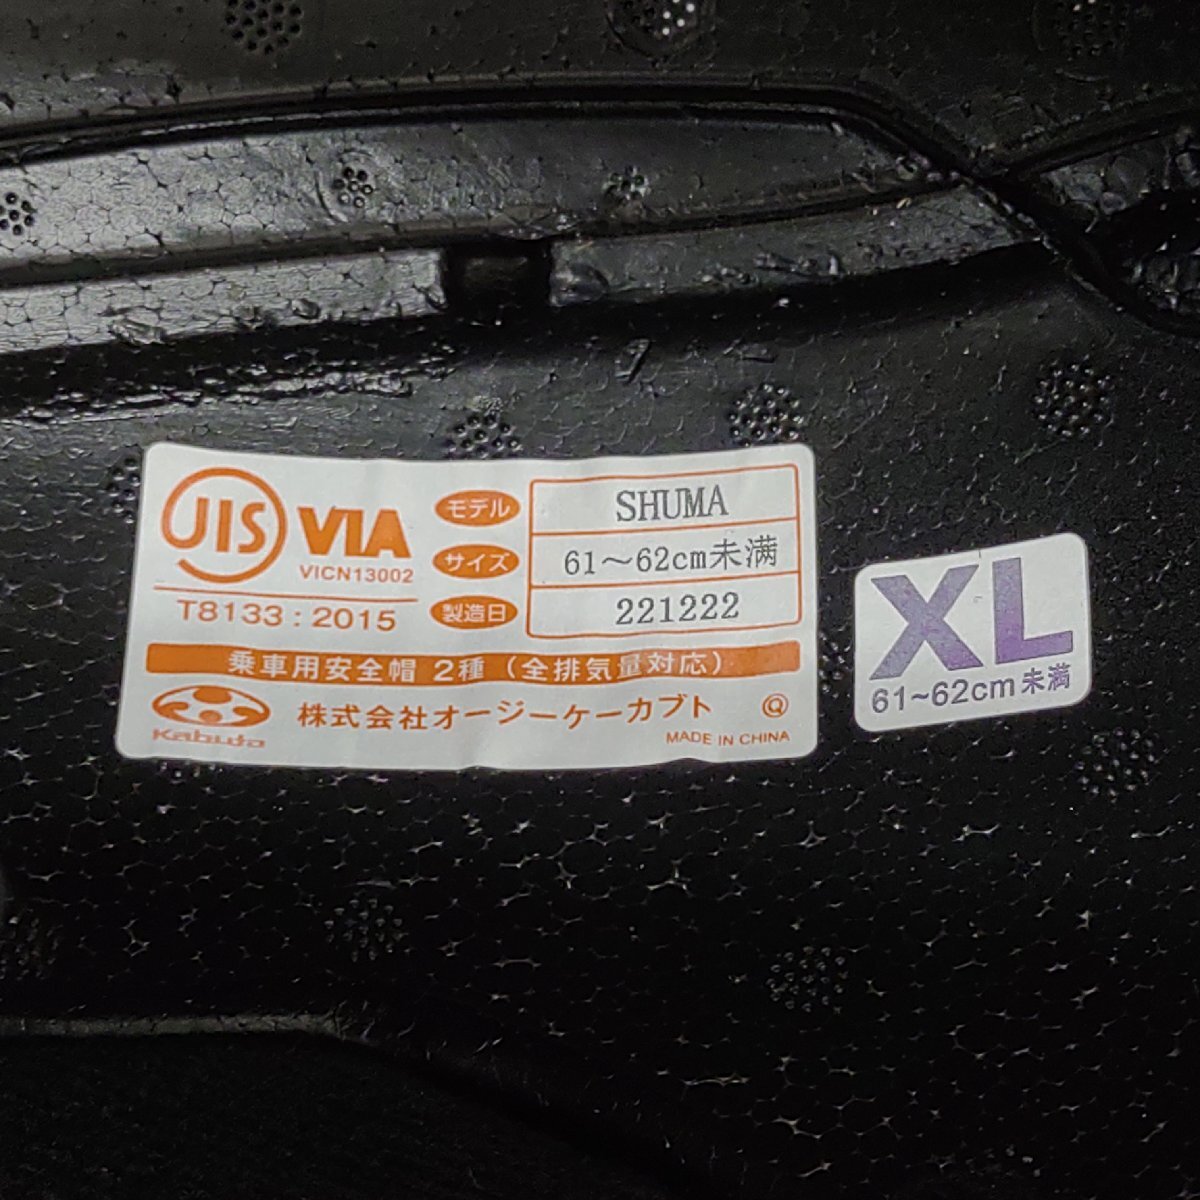 JIS VIA
VICN13002
T8133 : 2015
モデル SHUMA
サイズ 61～62cm未満
製造日 221222
乗車用安全帽 2種 (全排気量対応)
Kabuto
株式会社オージーケーカブト Q
MADE IN CHINA
XL
61~62cm未満